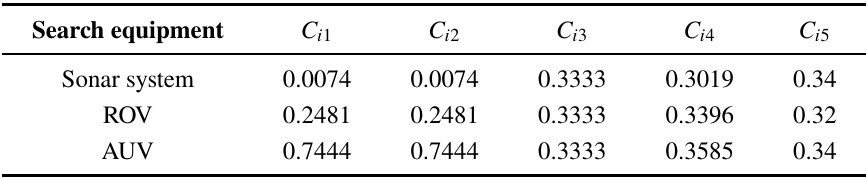 Search equipment C_{i1} C_{i2} C_{i3} C_{i4} C_{i5}
Sonar system 0.0074 0.0074 0.3333 0.3019 0.34
ROV 0.2481 0.2481 0.3333 0.3396 0.32
AUV 0.7444 0.7444 0.3333 0.3585 0.34